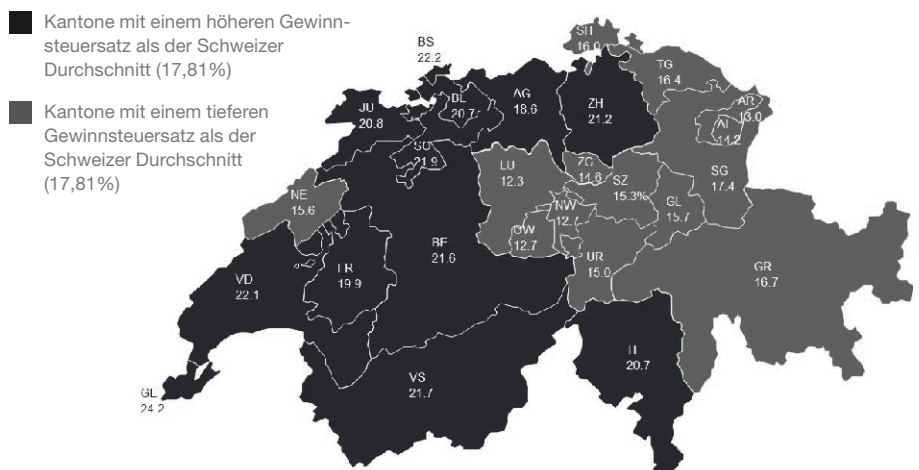 Kantone mit einem höheren Gewinn-
steuersatz als der Schweizer
Durchschnitt (17,81%)
Kantone mit einem tieferen
Gewinnsteuersatz als der
Schweizer Durchschnitt
(17,81%)
SH
16.0
BS
22.2
TG
16.4
JU
20.8
BL
20.7
AG
18.6
ZH
21.2
AR
13.0
AI
14.2
SO
21.9
LU
12.3
ZG
14.6
SZ
15.3%
SG
17.4
NE
15.6
NW
12.7
GL
15.7
OW
12.7
BE
21.6
UR
15.0
FR
19.9
GR
16.7
VD
22.1
TI
20.7
VS
21.7
GE
24.2